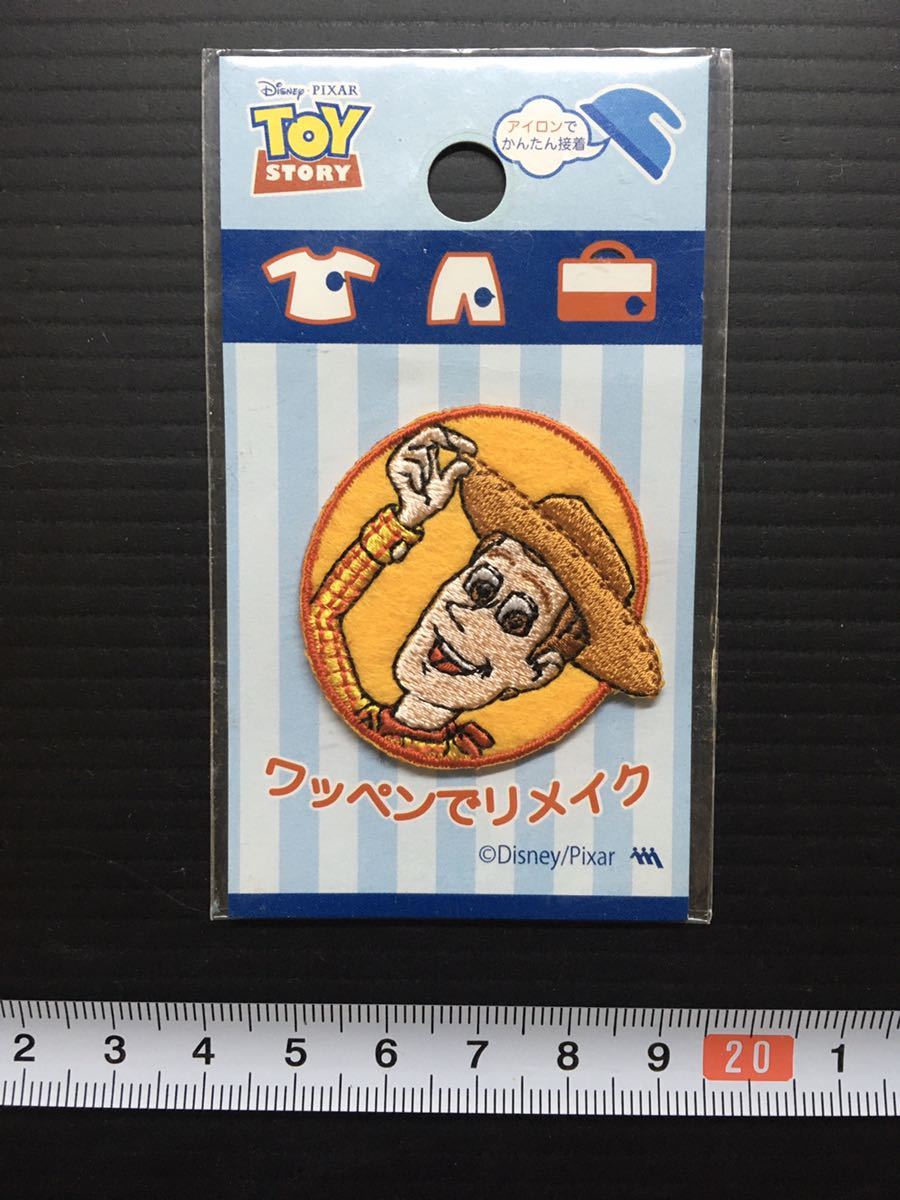 Disney・PIXAR
TOY
STORY
アイロンで
かんたん接着
ワッペンでリメイク
©Disney/Pixar
2 3 4 5 6 7 8 9 20 1